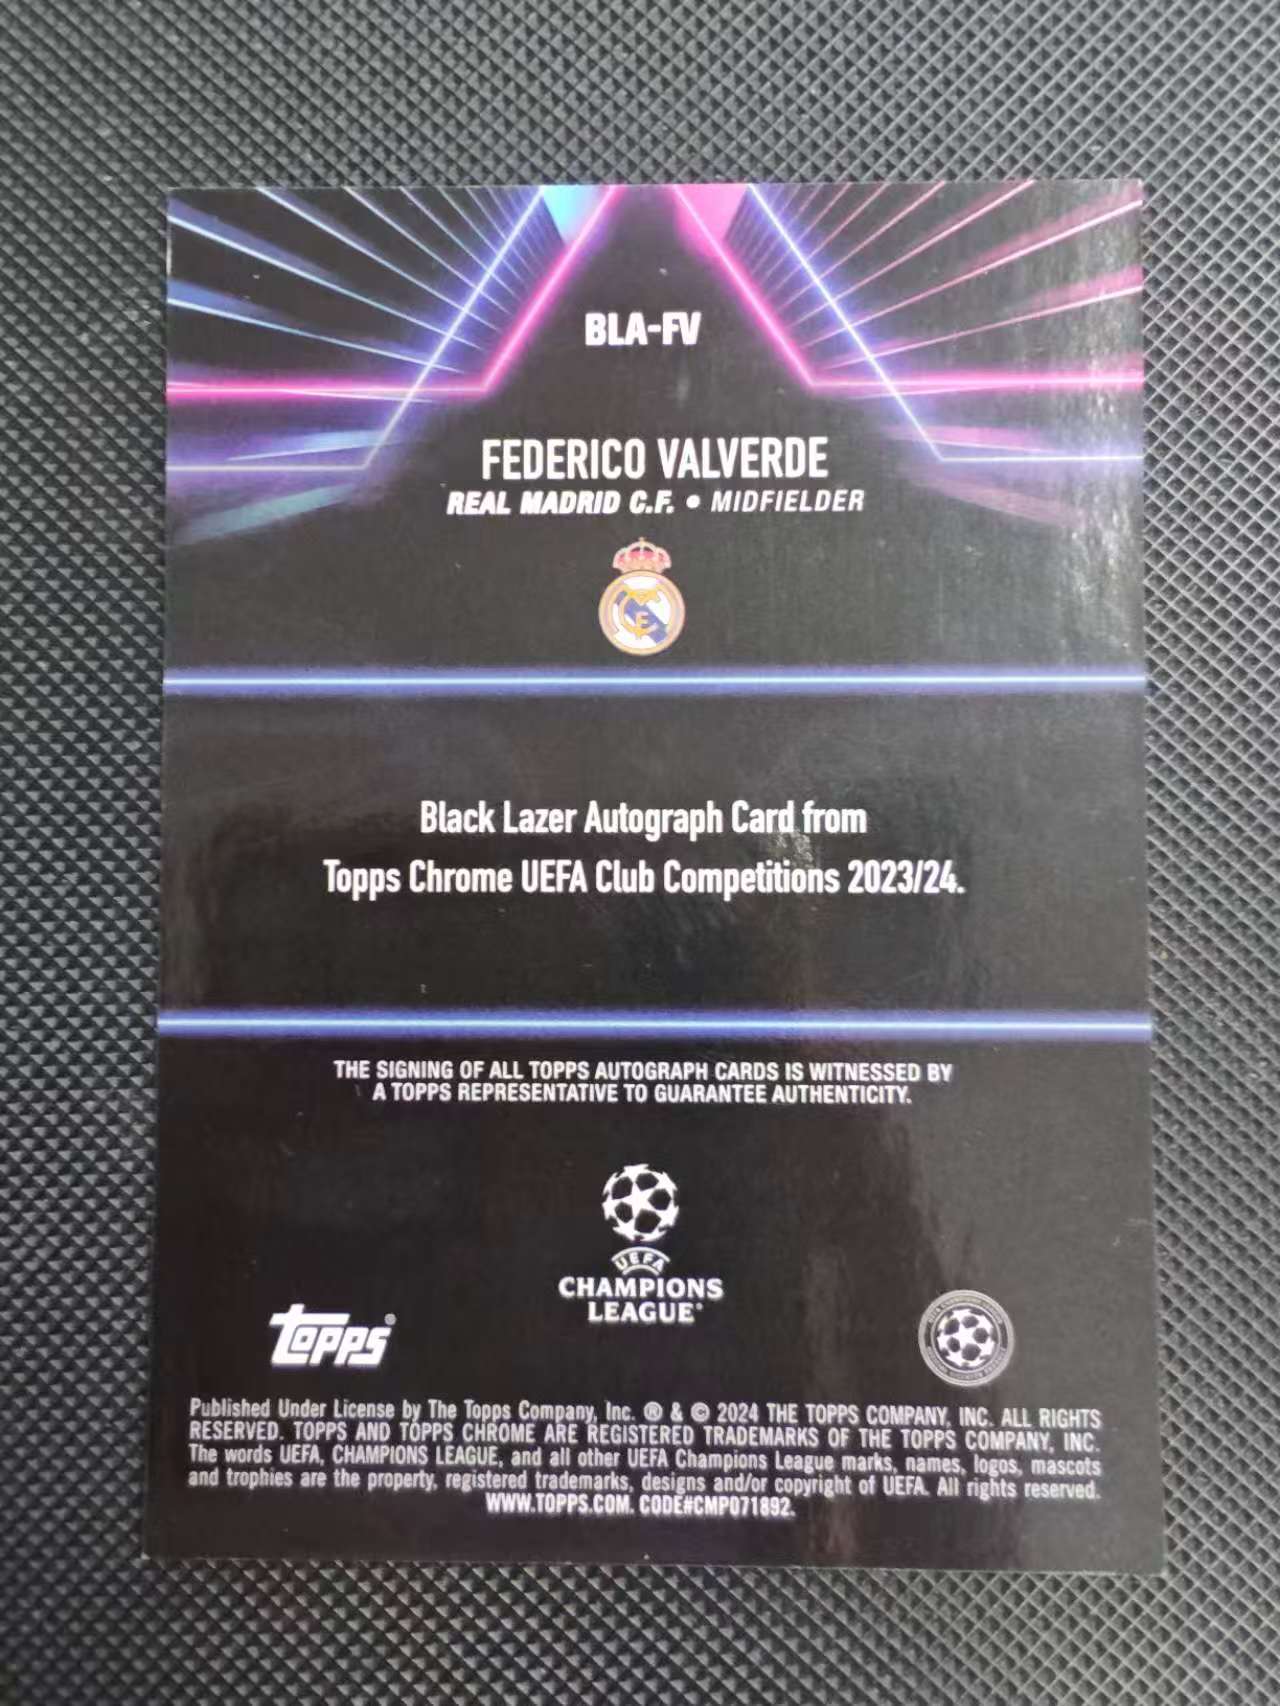 BLA-FV
FEDERICO VALVERDE
REAL MADRID C.F. • MIDFIELDER
Black Lazer Autograph Card from
Topps Chrome UEFA Club Competitions 2023/24.
THE SIGNING OF ALL TOPPS AUTOGRAPH CARDS IS WITNESSED BY
A TOPPS REPRESENTATIVE TO GUARANTEE AUTHENTICITY.
UEFA
CHAMPIONS
LEAGUE®
topps®
Published Under License by The Topps Company, Inc. ® & © 2024 THE TOPPS COMPANY, INC. ALL RIGHTS
RESERVED. TOPPS AND TOPPS CHROME ARE REGISTERED TRADEMARKS OF THE TOPPS COMPANY, INC.
The words UEFA, CHAMPIONS LEAGUE, and all other UEFA Champions League marks, names, logos, mascots
and trophies are the property, registered trademarks, designs and/or copyright of UEFA. All rights reserved.
WWW.TOPPS.COM. CODE#CMP071892.